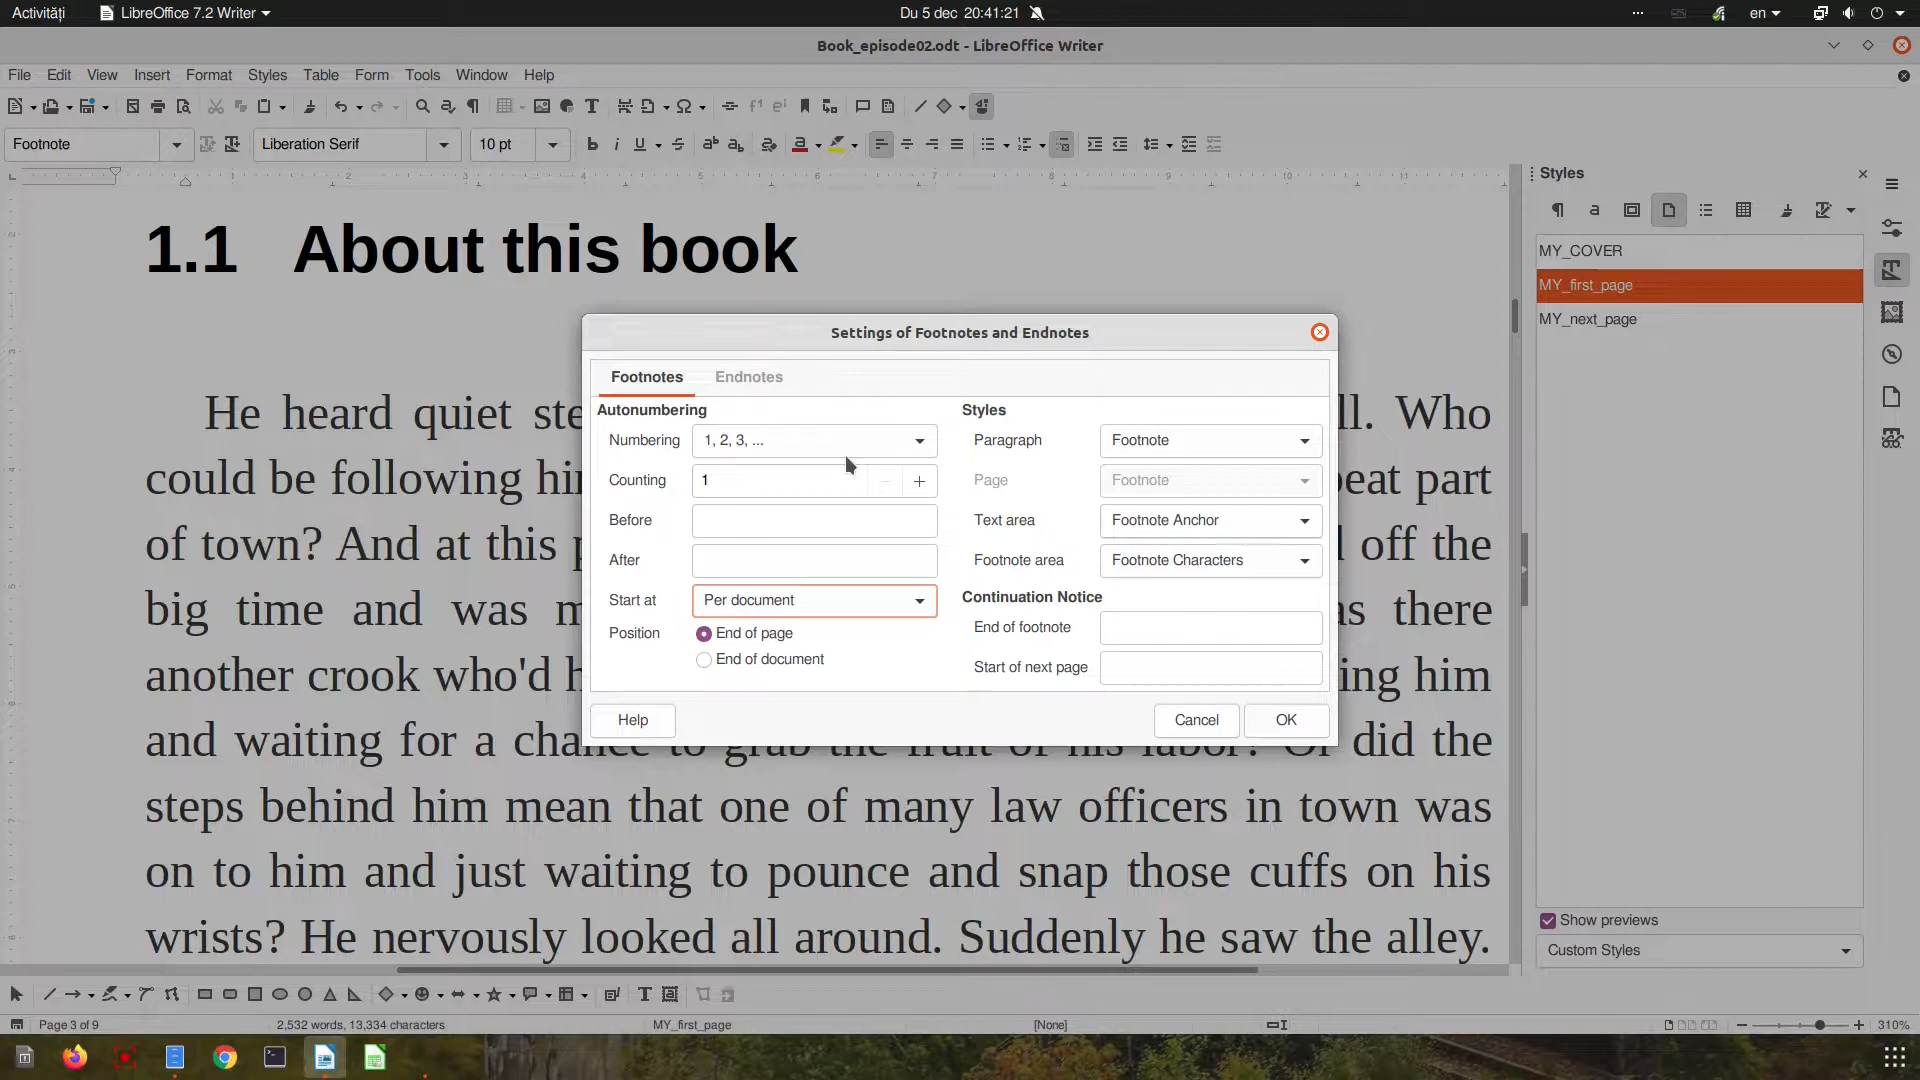 Activități
LibreOffice 7.2 Writer
Du 5 dec 20:41:21
en
Book_episode02.odt - LibreOffice Writer
File Edit View Insert Format Styles Table Form Tools Window Help
Footnote
Liberation Serif
10 pt
1.1 About this book
He heard quiet ste
ll. Who
could be following hi
eat part
of town? And at this
off the
big time and was m
as there
another crook who'd h
ing him
and waiting for a chance to grab the fruit of his labor? Or did the
steps behind him mean that one of many law officers in town was
on to him and just waiting to pounce and snap those cuffs on his
wrists? He nervously looked all around. Suddenly he saw the alley.
Settings of Footnotes and Endnotes
Footnotes Endnotes
Autonumbering
Numbering 1, 2, 3, ...
Counting 1
Before
After
Start at Per document
Position End of page
End of document
Styles
Paragraph Footnote
Page Footnote
Text area Footnote Anchor
Footnote area Footnote Characters
Continuation Notice
End of footnote
Start of next page
Help Cancel OK
Styles
MY_COVER
MY_first_page
MY_next_page
Show previews
Custom Styles
Page 3 of 9
2,532 words, 13,334 characters
MY_first_page
[None]
310%